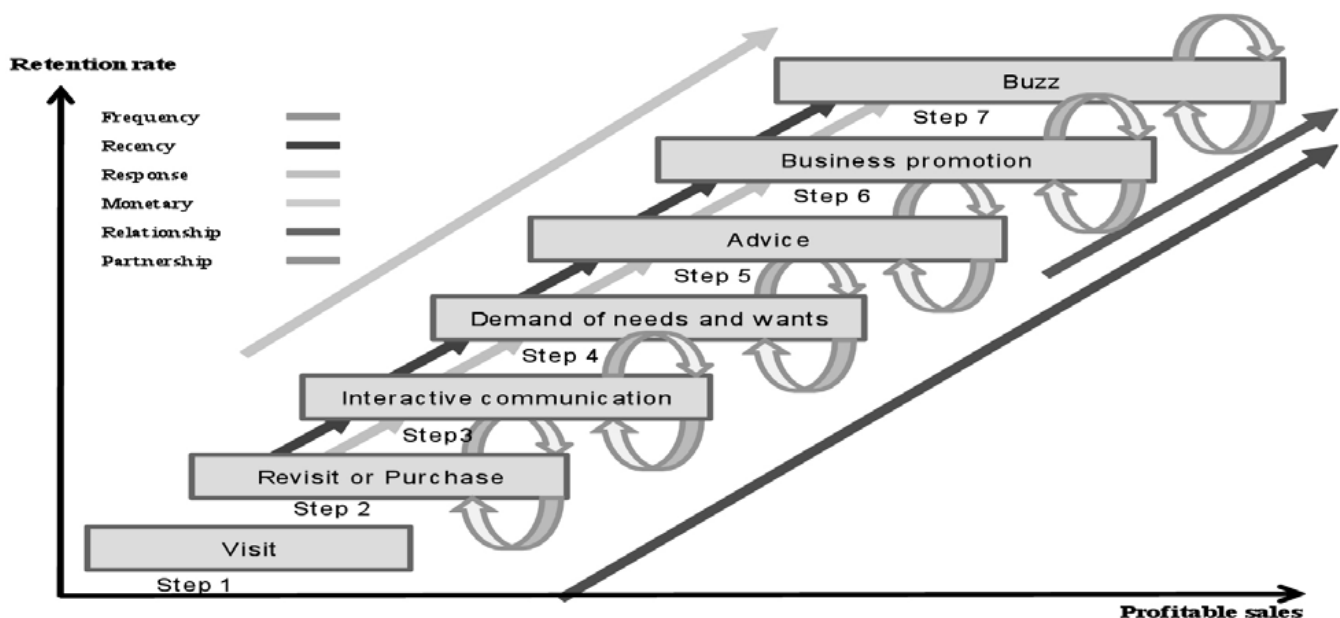 Retention rate
Frequency
Recency
Response
Monetary
Relationship
Partnership
Buzz
Step 7
Business promotion
Step 6
Advice
Step 5
Demand of needs and wants
Step 4
Interactive communication
Step3
Revisit or Purchase
Step 2
Visit
Step 1
Profitable sales